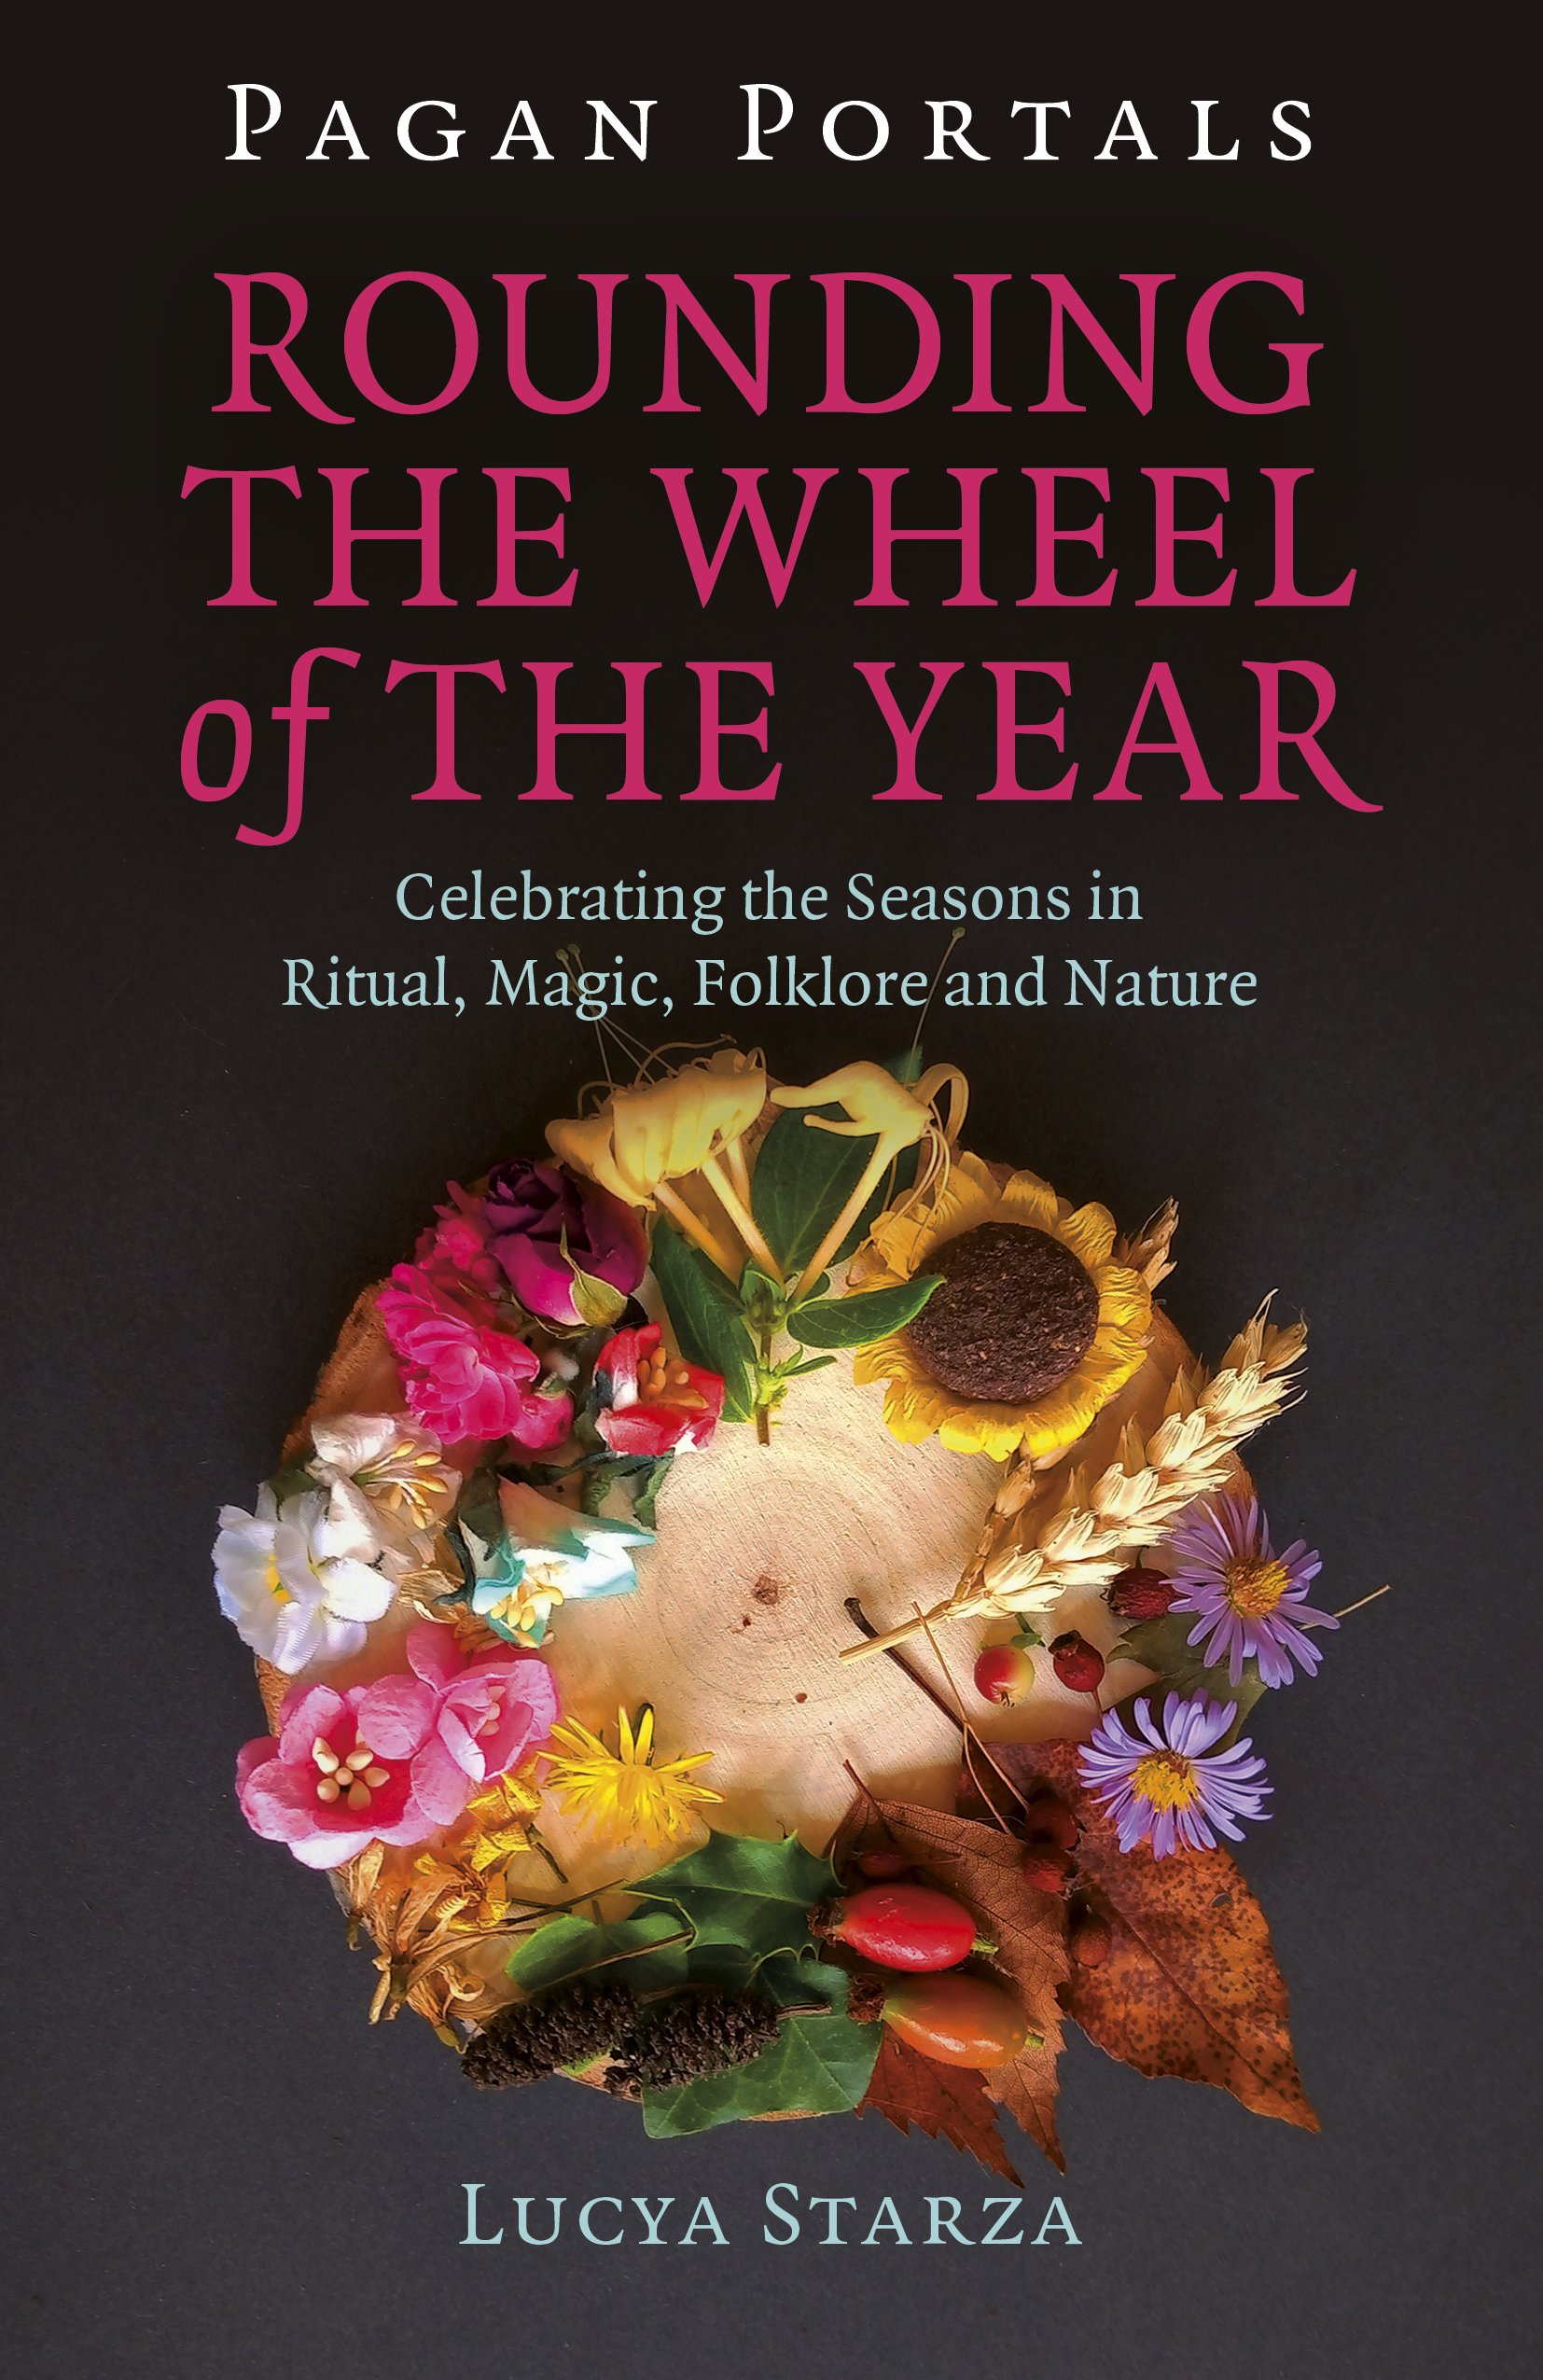 PAGAN PORTALS
ROUNDING
THE WHEEL
of THE YEAR
Celebrating the Seasons in
Ritual, Magic, Folklore and Nature
LUCYA STARZA